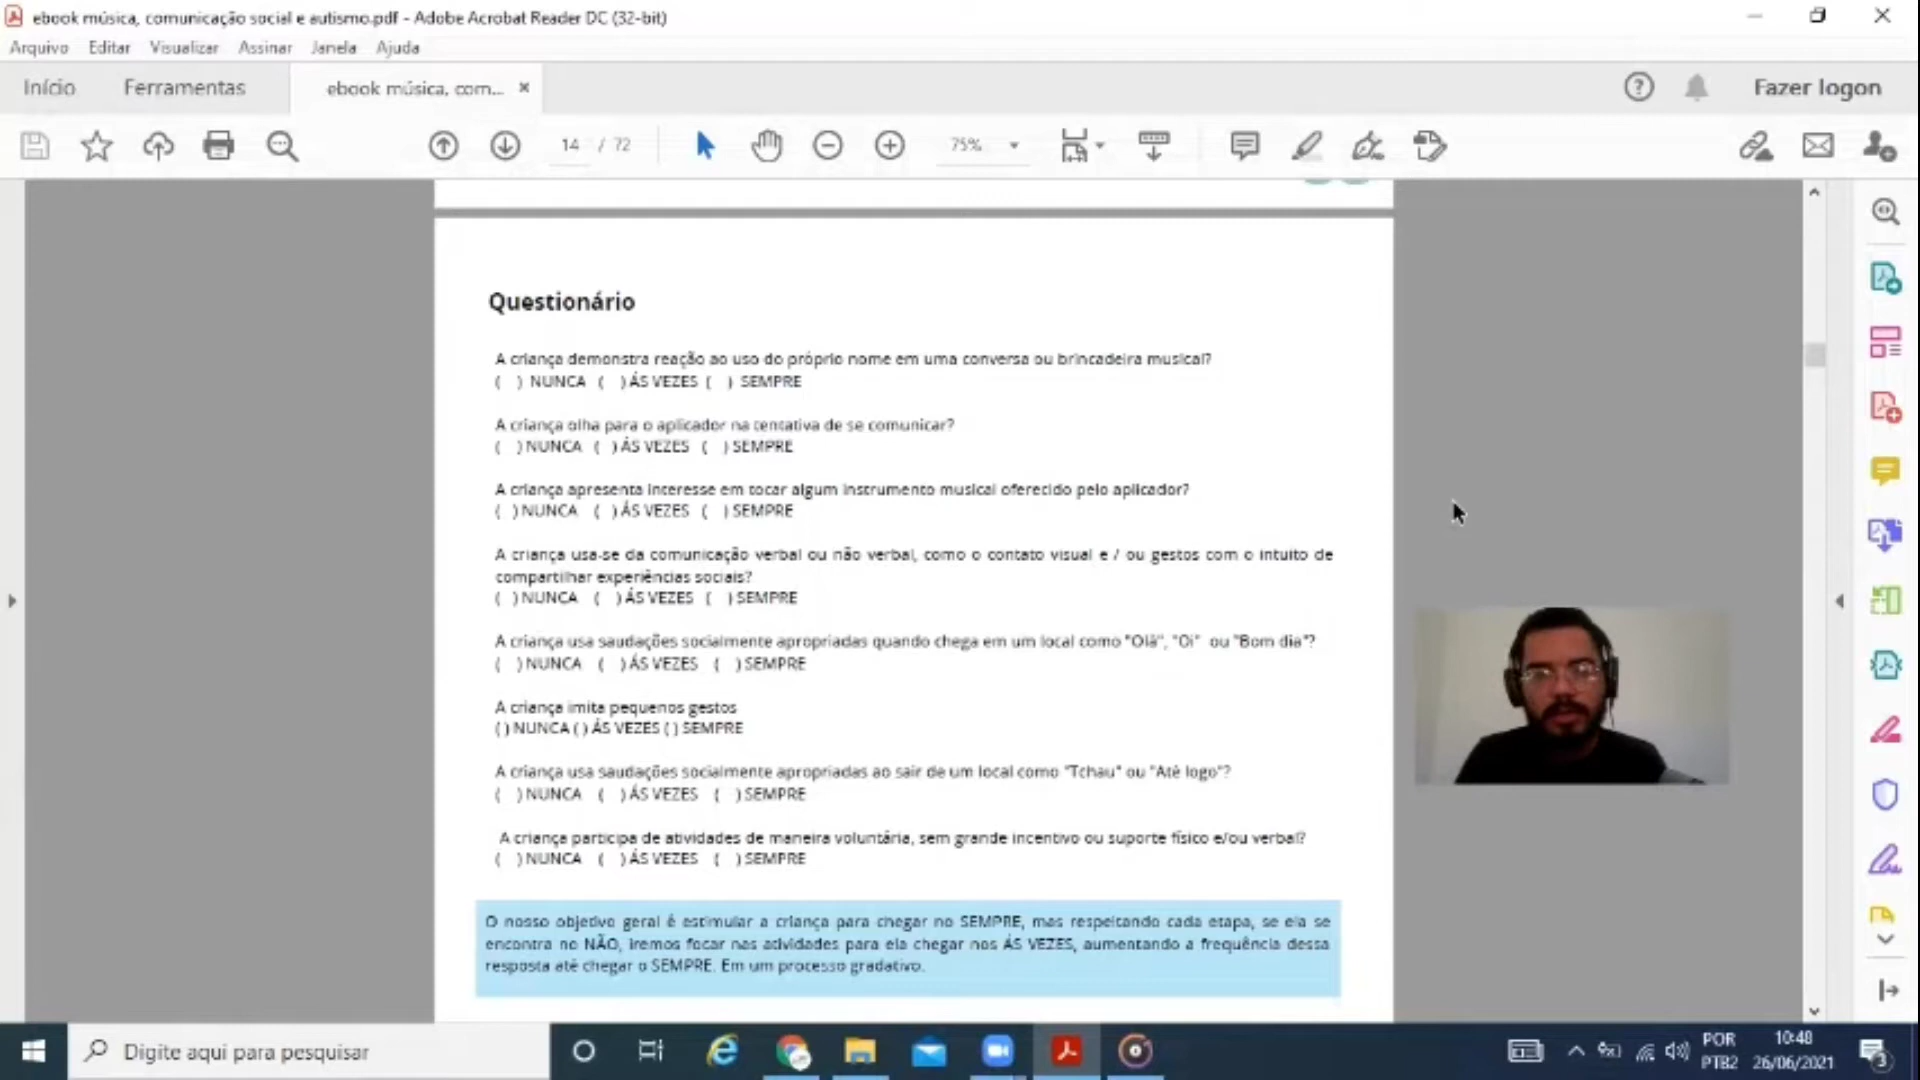 ebook música, comunicação social e autismo.pdf - Adobe Acrobat Reader DC (32-bit)
Arquivo Editar Visualizar Assinar Janela Ajuda
Início Ferramentas ebook música, com... Fazer logon
14 / 72 75%
Questionário
A criança demonstra reação ao uso do próprio nome em uma conversa ou brincadeira musical?
( ) NUNCA ( ) ÁS VEZES ( ) SEMPRE
A criança olha para o aplicador na tentativa de se comunicar?
( ) NUNCA ( ) ÁS VEZES ( ) SEMPRE
A criança apresenta interesse em tocar algum instrumento musical oferecido pelo aplicador?
( ) NUNCA ( ) ÁS VEZES ( ) SEMPRE
A criança usa-se da comunicação verbal ou não verbal, como o contato visual e / ou gestos com o intuito de
compartilhar experiências sociais?
( ) NUNCA ( ) ÁS VEZES ( ) SEMPRE
A criança usa saudações socialmente apropriadas quando chega em um local como "Olá", "Oi" ou "Bom dia"?
( ) NUNCA ( ) ÁS VEZES ( ) SEMPRE
A criança imita pequenos gestos
( ) NUNCA ( ) ÁS VEZES ( ) SEMPRE
A criança usa saudações socialmente apropriadas ao sair de um local como "Tchau" ou "Até logo"?
( ) NUNCA ( ) ÁS VEZES ( ) SEMPRE
A criança participa de atividades de maneira voluntária, sem grande incentivo ou suporte físico e/ou verbal?
( ) NUNCA ( ) ÁS VEZES ( ) SEMPRE
O nosso objetivo geral é estimular a criança para chegar no SEMPRE, mas respeitando cada etapa, se ela se
encontra no NÃO, iremos focar nas atividades para ela chegar nos ÁS VEZES, aumentando a frequência dessa
resposta até chegar o SEMPRE. Em um processo gradativo.
Digite aqui para pesquisar
POR 10:48
PTB2 26/06/2021
3